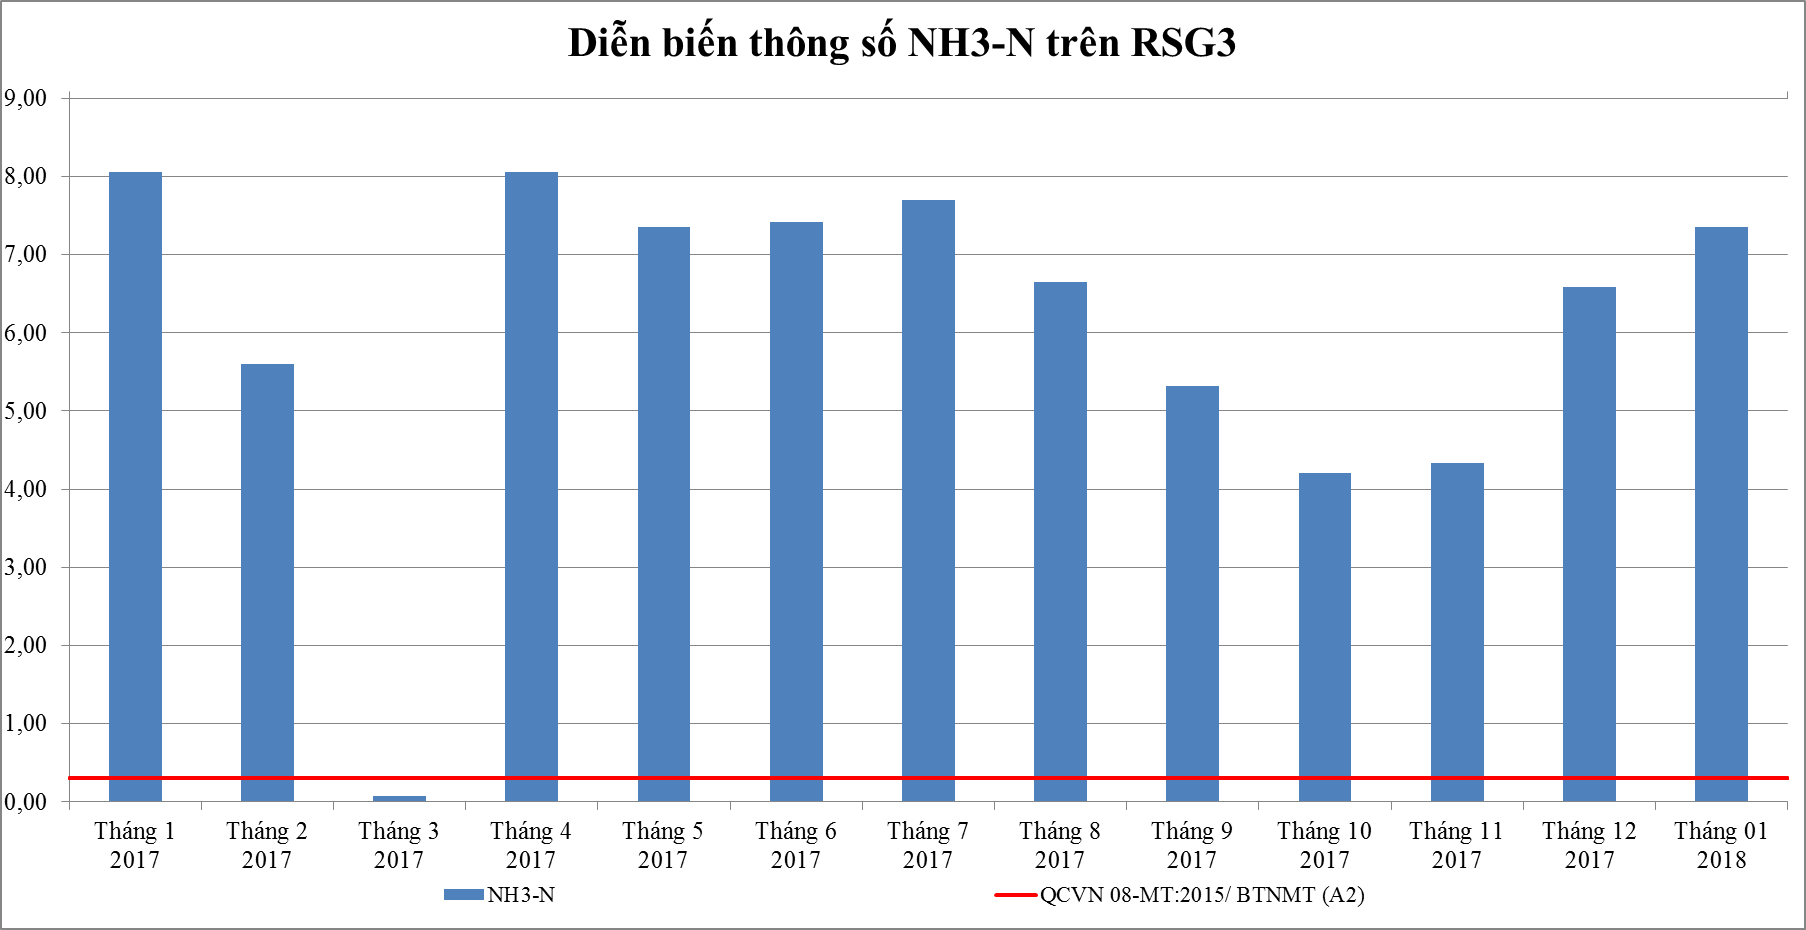 Diễn biến thông số NH3-N trên RSG3
9,00
8,00
7,00
6,00
5,00
4,00
3,00
2,00
1,00
0,00
Tháng 1 2017
Tháng 2 2017
Tháng 3 2017
Tháng 4 2017
Tháng 5 2017
Tháng 6 2017
Tháng 7 2017
Tháng 8 2017
Tháng 9 2017
Tháng 10 2017
Tháng 11 2017
Tháng 12 2017
Tháng 01 2018
NH3-N
QCVN 08-MT:2015/ BTNMT (A2)